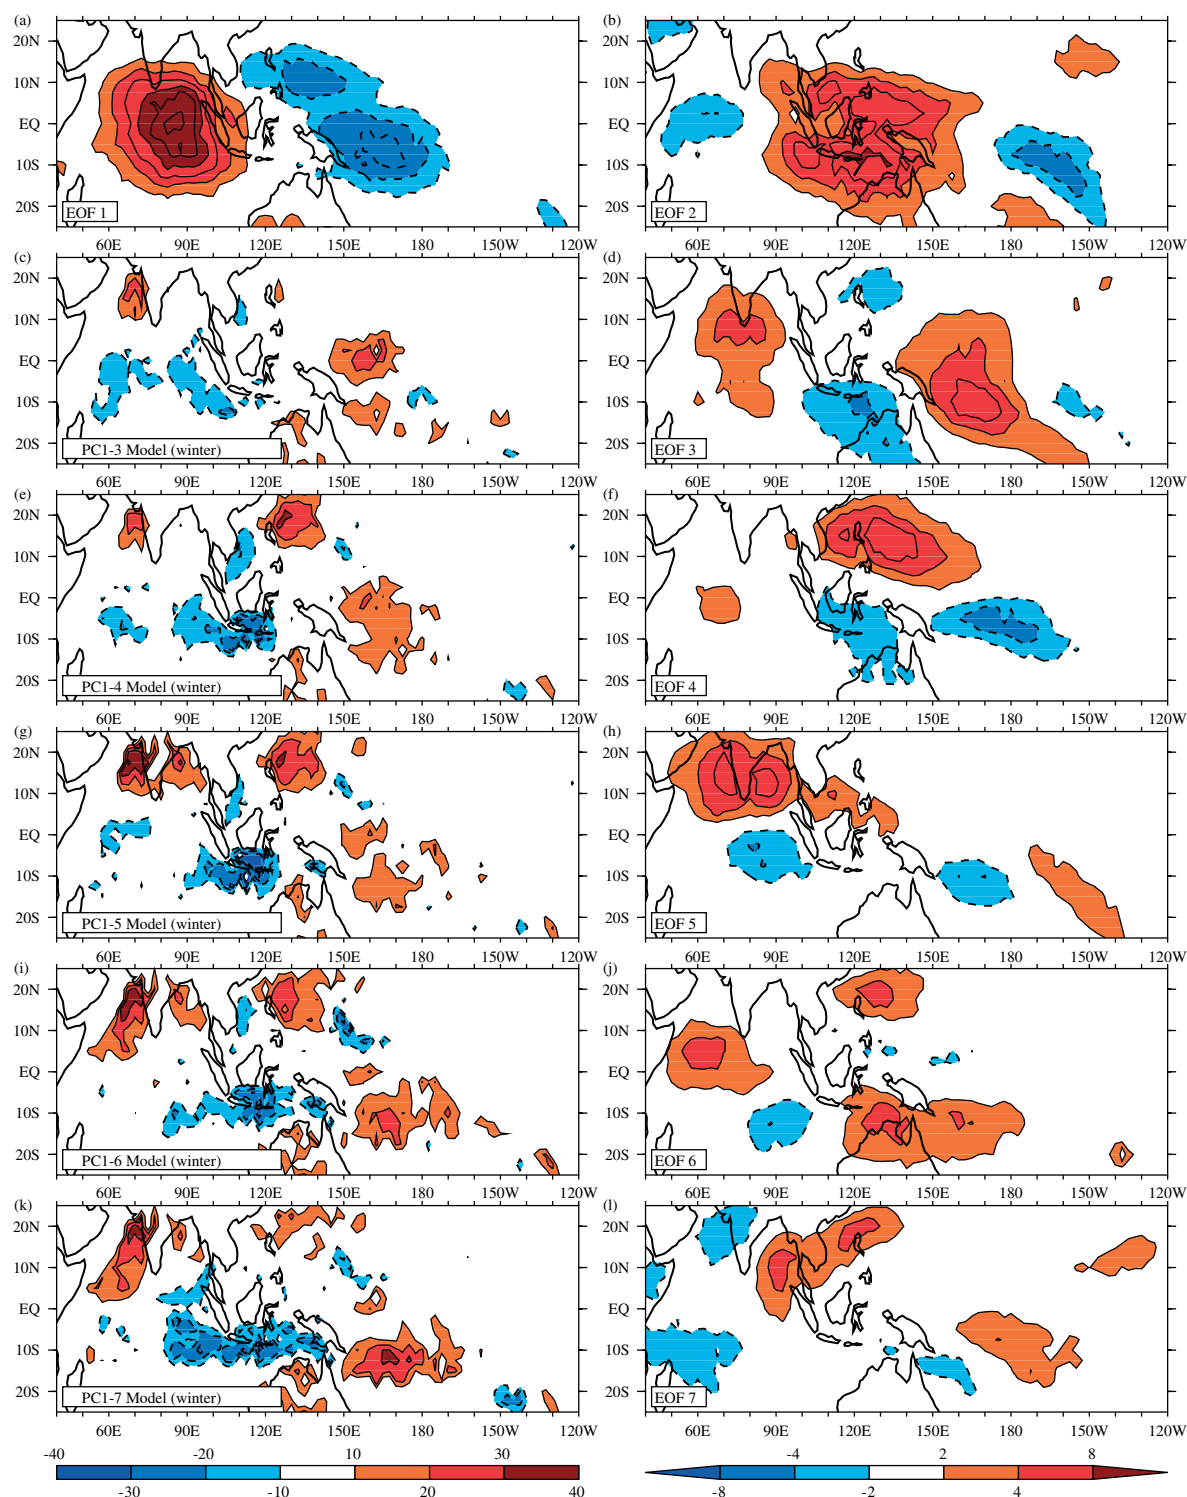 (a) (b)
20N 20N
10N 10N
EQ EQ
10S 10S
20S EOF 1 20S EOF 2
60E 90E 120E 150E 180 150W 120W 60E 90E 120E 150E 180 150W 120W
(c) (d)
20N 20N
10N 10N
EQ EQ
10S 10S
20S PC1-3 Model (winter) 20S EOF 3
60E 90E 120E 150E 180 150W 120W 60E 90E 120E 150E 180 150W 120W
(e) (f)
20N 20N
10N 10N
EQ EQ
10S 10S
20S PC1-4 Model (winter) 20S EOF 4
60E 90E 120E 150E 180 150W 120W 60E 90E 120E 150E 180 150W 120W
(g) (h)
20N 20N
10N 10N
EQ EQ
10S 10S
20S PC1-5 Model (winter) 20S EOF 5
60E 90E 120E 150E 180 150W 120W 60E 90E 120E 150E 180 150W 120W
(i) (j)
20N 20N
10N 10N
EQ EQ
10S 10S
20S PC1-6 Model (winter) 20S EOF 6
60E 90E 120E 150E 180 150W 120W 60E 90E 120E 150E 180 150W 120W
(k) (l)
20N 20N
10N 10N
EQ EQ
10S 10S
20S PC1-7 Model (winter) 20S EOF 7
60E 90E 120E 150E 180 150W 120W 60E 90E 120E 150E 180 150W 120W
-40 -20 10 30 -4 2 8
-30 -10 20 40 -8 -2 4